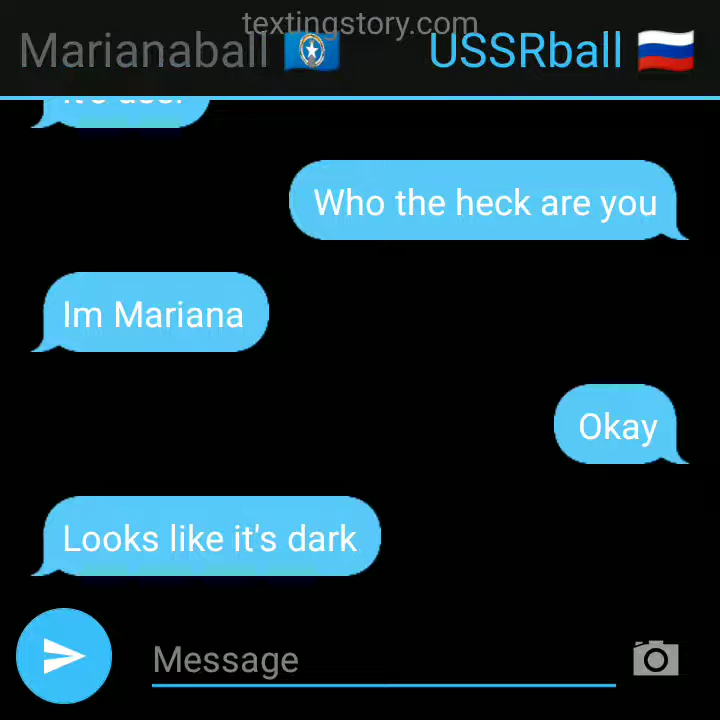 textingstory.com
Marianaball USSRball
Who the heck are you
Im Mariana
Okay
Looks like it's dark
Message